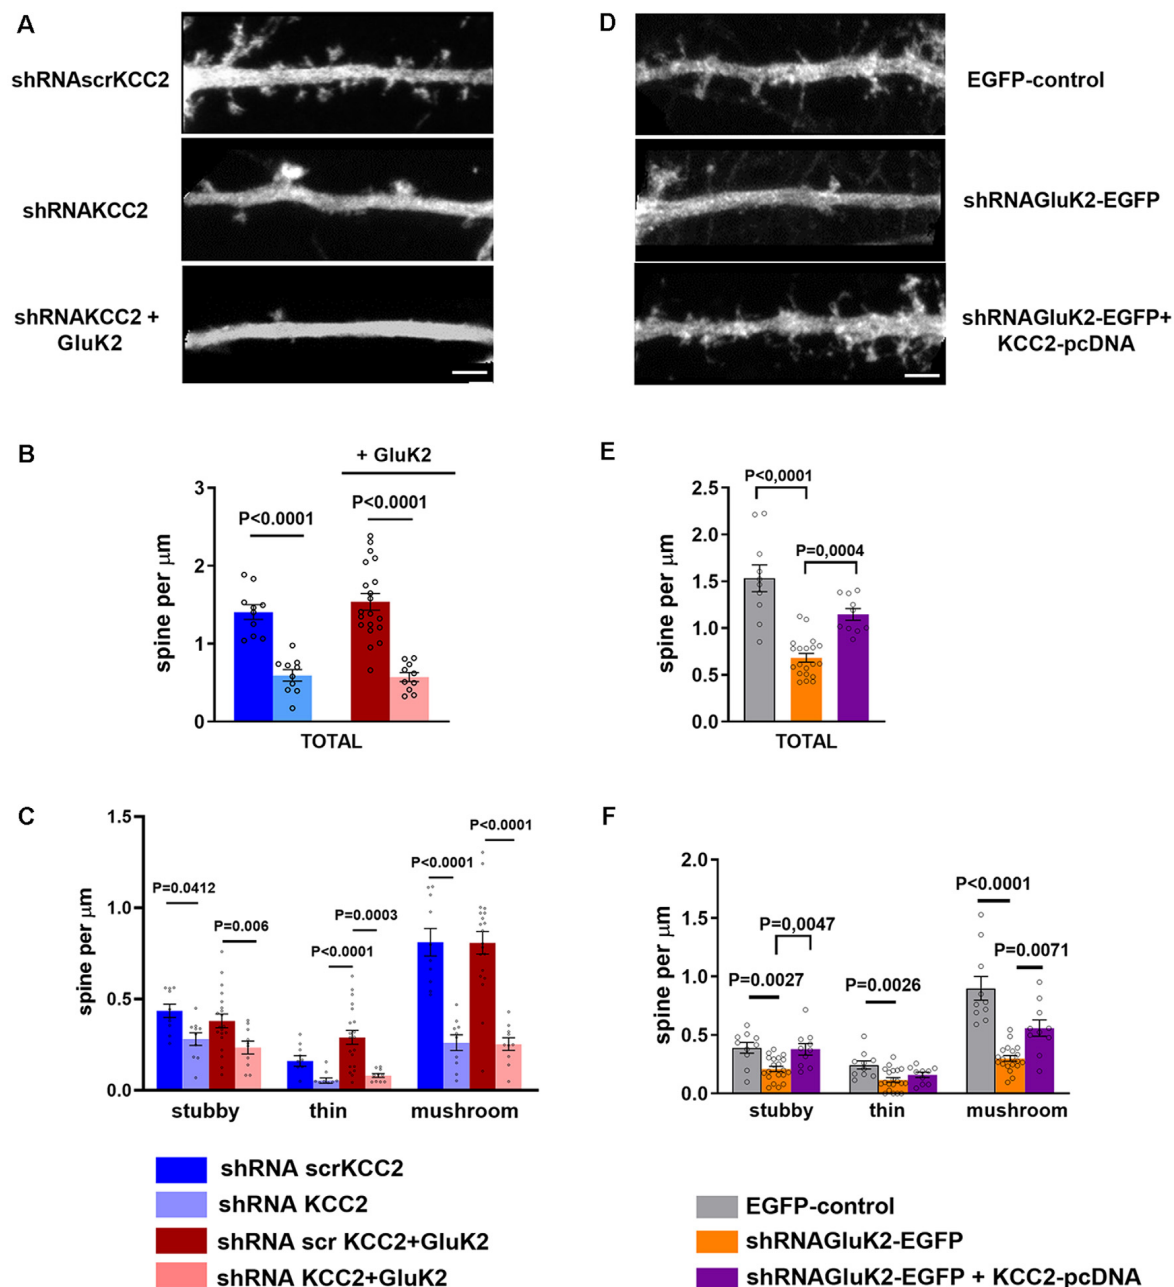 A
shRNAscrKCC2
shRNAKCC2
shRNAKCC2 +
GluK2
D
EGFP-control
shRNAGluK2-EGFP
shRNAGluK2-EGFP+
KCC2-pcDNA
B
+ GluK2
P<0.0001
P<0.0001
3
2
1
0
spine per μm
TOTAL
E
P<0,0001
P=0,0004
2.5
2.0
1.5
1.0
0.5
0.0
spine per μm
TOTAL
C
1.5
1.0
0.5
0.0
spine per μm
P=0.0412
P=0.006
P<0.0001
P=0.0003
P<0.0001
P<0.0001
stubby
thin
mushroom
shRNA scrKCC2
shRNA KCC2
shRNA scr KCC2+GluK2
shRNA KCC2+GluK2
F
2.0
1.5
1.0
0.5
0.0
spine per μm
P=0.0027
P=0,0047
P=0.0026
P<0.0001
P=0.0071
stubby
thin
mushroom
EGFP-control
shRNAGluK2-EGFP
shRNAGluK2-EGFP + KCC2-pcDNA